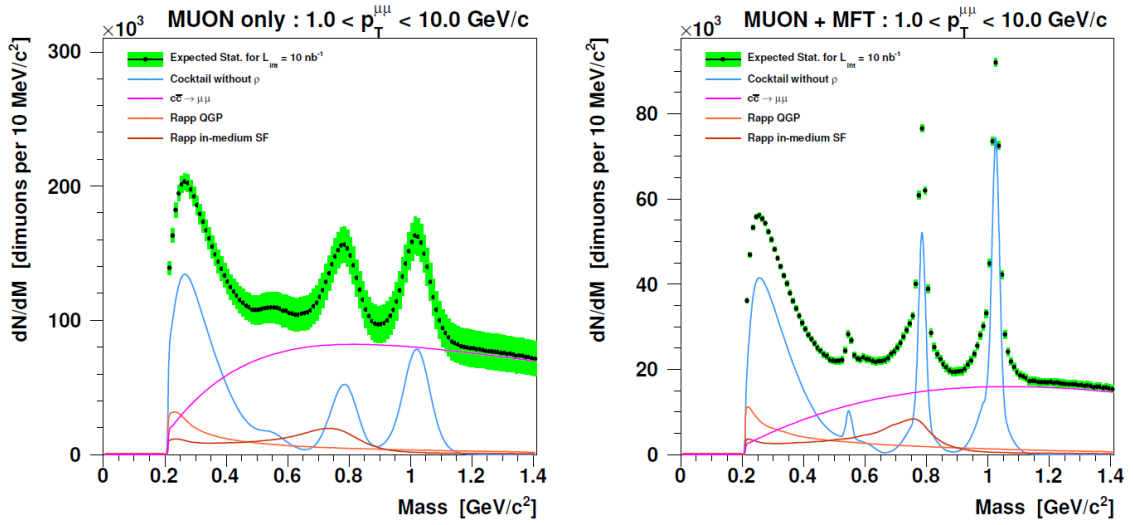 MUON only : 1.0 < p_T^μμ < 10.0 GeV/c
×10³
dN/dM [dimuons per 10 MeV/c²]
300
200
100
0
Expected Stat. for L_int = 10 nb⁻¹
Cocktail without ρ
cc̅ → μμ
Rapp QGP
Rapp in-medium SF
0 0.2 0.4 0.6 0.8 1 1.2 1.4
Mass [GeV/c²]
MUON + MFT : 1.0 < p_T^μμ < 10.0 GeV/c
×10³
dN/dM [dimuons per 10 MeV/c²]
80
60
40
20
0
Expected Stat. for L_int = 10 nb⁻¹
Cocktail without ρ
cc̅ → μμ
Rapp QGP
Rapp in-medium SF
0 0.2 0.4 0.6 0.8 1 1.2 1.4
Mass [GeV/c²]